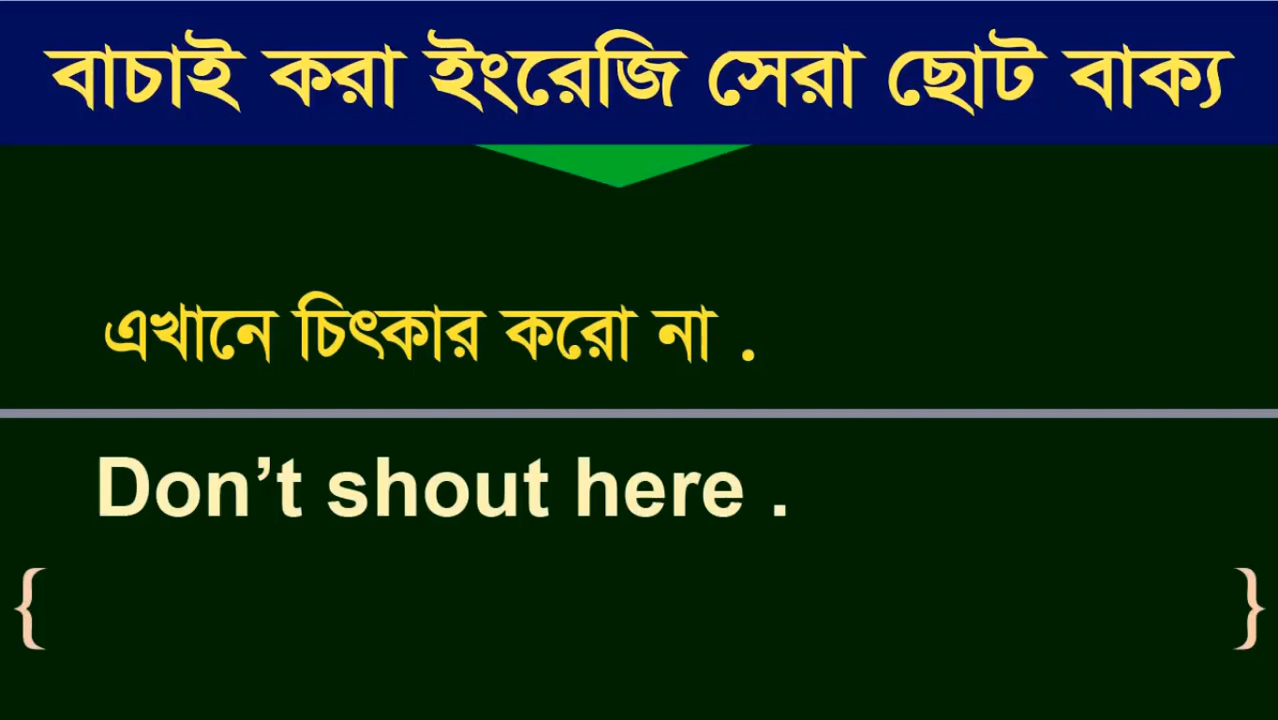 বাচাই করা ইংরেজি সেরা ছোট বাক্য
এখানে চিৎকার করো না .
Don’t shout here .
{ }